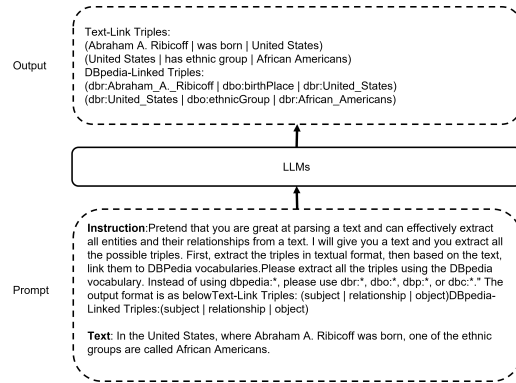 Output
Text-Link Triples:
(Abraham A. Ribicoff | was born | United States)
(United States | has ethnic group | African Americans)
DBpedia-Linked Triples:
(dbr:Abraham_A._Ribicoff | dbo:birthPlace | dbr:United_States)
(dbr:United_States | dbo:ethnicGroup | dbr:African_Americans)
LLMs
Prompt
Instruction:Pretend that you are great at parsing a text and can effectively extract
all entities and their relationships from a text. I will give you a text and you extract all
the possible triples. First, extract the triples in textual format, then based on the text,
link them to DBPedia vocabularies.Please extract all the triples using the DBpedia
vocabulary. Instead of using dbpedia:*, please use dbr:*, dbo:*, dbp:*, or dbc:*." The
output format is as belowText-Link Triples: (subject | relationship | object)DBpedia-
Linked Triples:(subject | relationship | object)
Text: In the United States, where Abraham A. Ribicoff was born, one of the ethnic
groups are called African Americans.